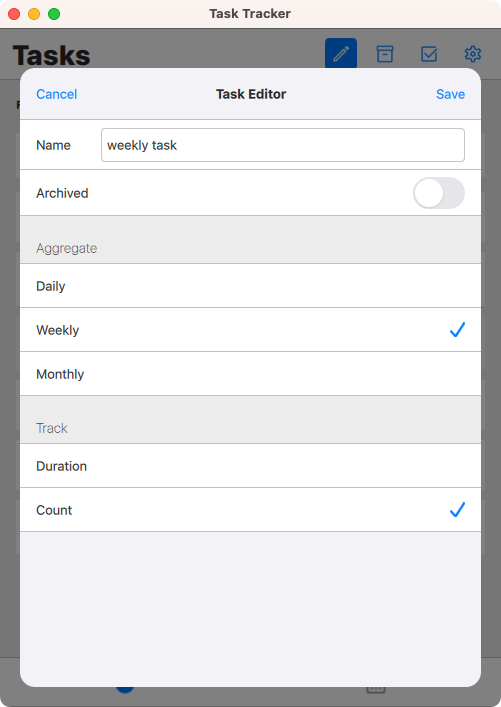 Task Tracker
Tasks
Cancel
Task Editor
Save
Name
weekly task
Archived
Aggregate
Daily
Weekly
Monthly
Track
Duration
Count